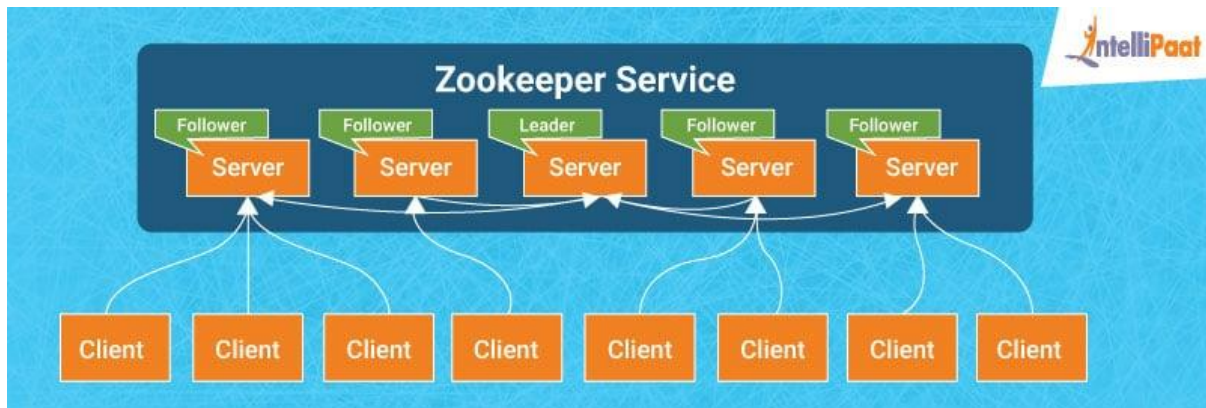 IntelliPaat
Zookeeper Service
Follower
Follower
Leader
Follower
Follower
Server
Server
Server
Server
Server
Client
Client
Client
Client
Client
Client
Client
Client